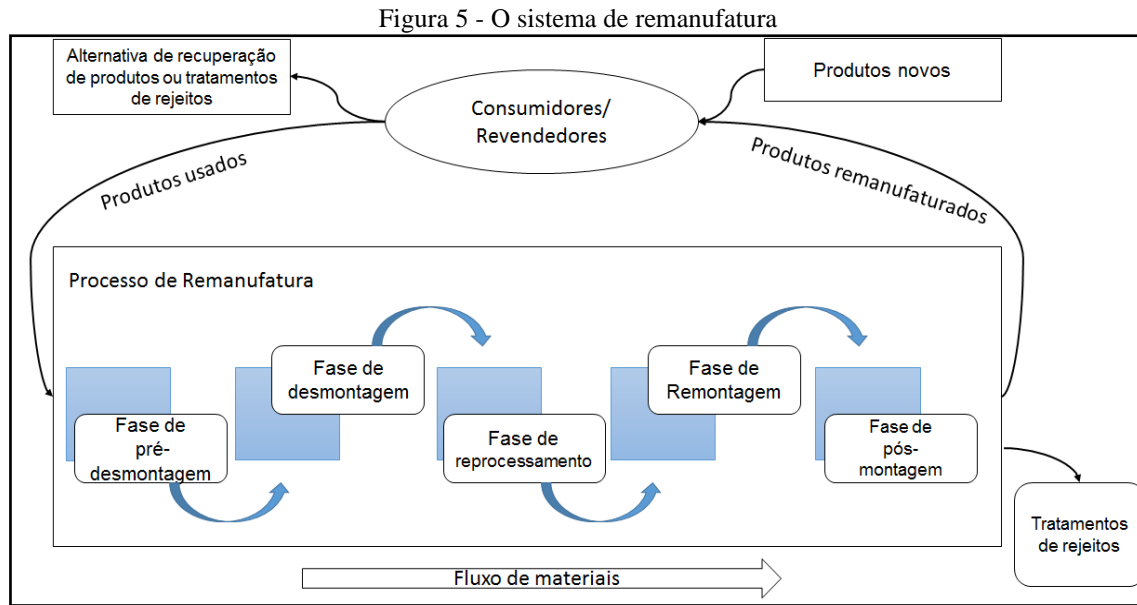 Figura 5 - O sistema de remanufatura
Alternativa de recuperação
de produtos ou tratamentos
de rejeitos
Consumidores/
Revendedores
Produtos novos
Produtos usados
Produtos remanufaturados
Processo de Remanufatura
Fase de
pré-
desmontagem
Fase de
desmontagem
Fase de
reprocessamento
Fase de
Remontagem
Fase de
pós-
montagem
Tratamentos
de rejeitos
Fluxo de materiais